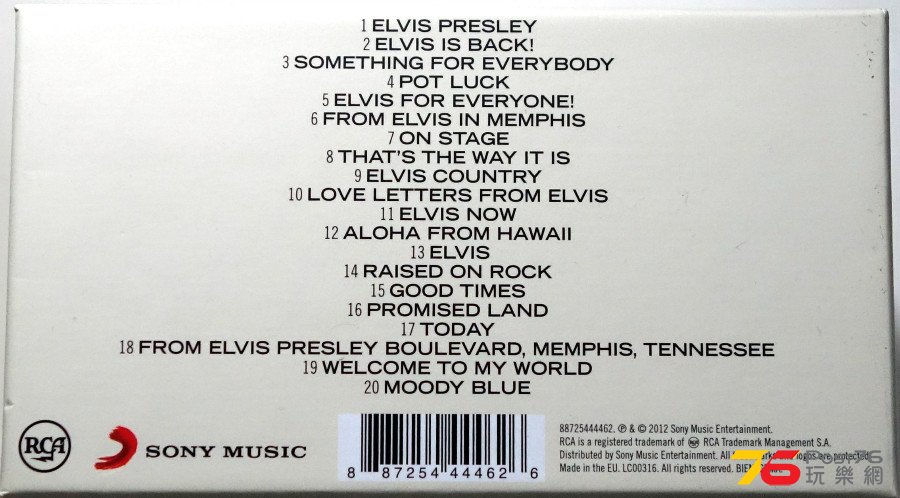 1 ELVIS PRESLEY
2 ELVIS IS BACK!
3 SOMETHING FOR EVERYBODY
4 POT LUCK
5 ELVIS FOR EVERYONE!
6 FROM ELVIS IN MEMPHIS
7 ON STAGE
8 THAT'S THE WAY IT IS
9 ELVIS COUNTRY
10 LOVE LETTERS FROM ELVIS
11 ELVIS NOW
12 ALOHA FROM HAWAII
13 ELVIS
14 RAISED ON ROCK
15 GOOD TIMES
16 PROMISED LAND
17 TODAY
18 FROM ELVIS PRESLEY BOULEVARD, MEMPHIS, TENNESSEE
19 WELCOME TO MY WORLD
20 MOODY BLUE
RCA
SONY MUSIC
8 87254 44462 6
88725444462. ℗ & © 2012 Sony Music Entertainment.
RCA is a registered trademark of RCA RCA Trademark Management S.A.
Distributed by Sony Music Entertainment. All trademarks and logos are protected.
Made in the EU. LC00316. All rights reserved.
76
玩樂網